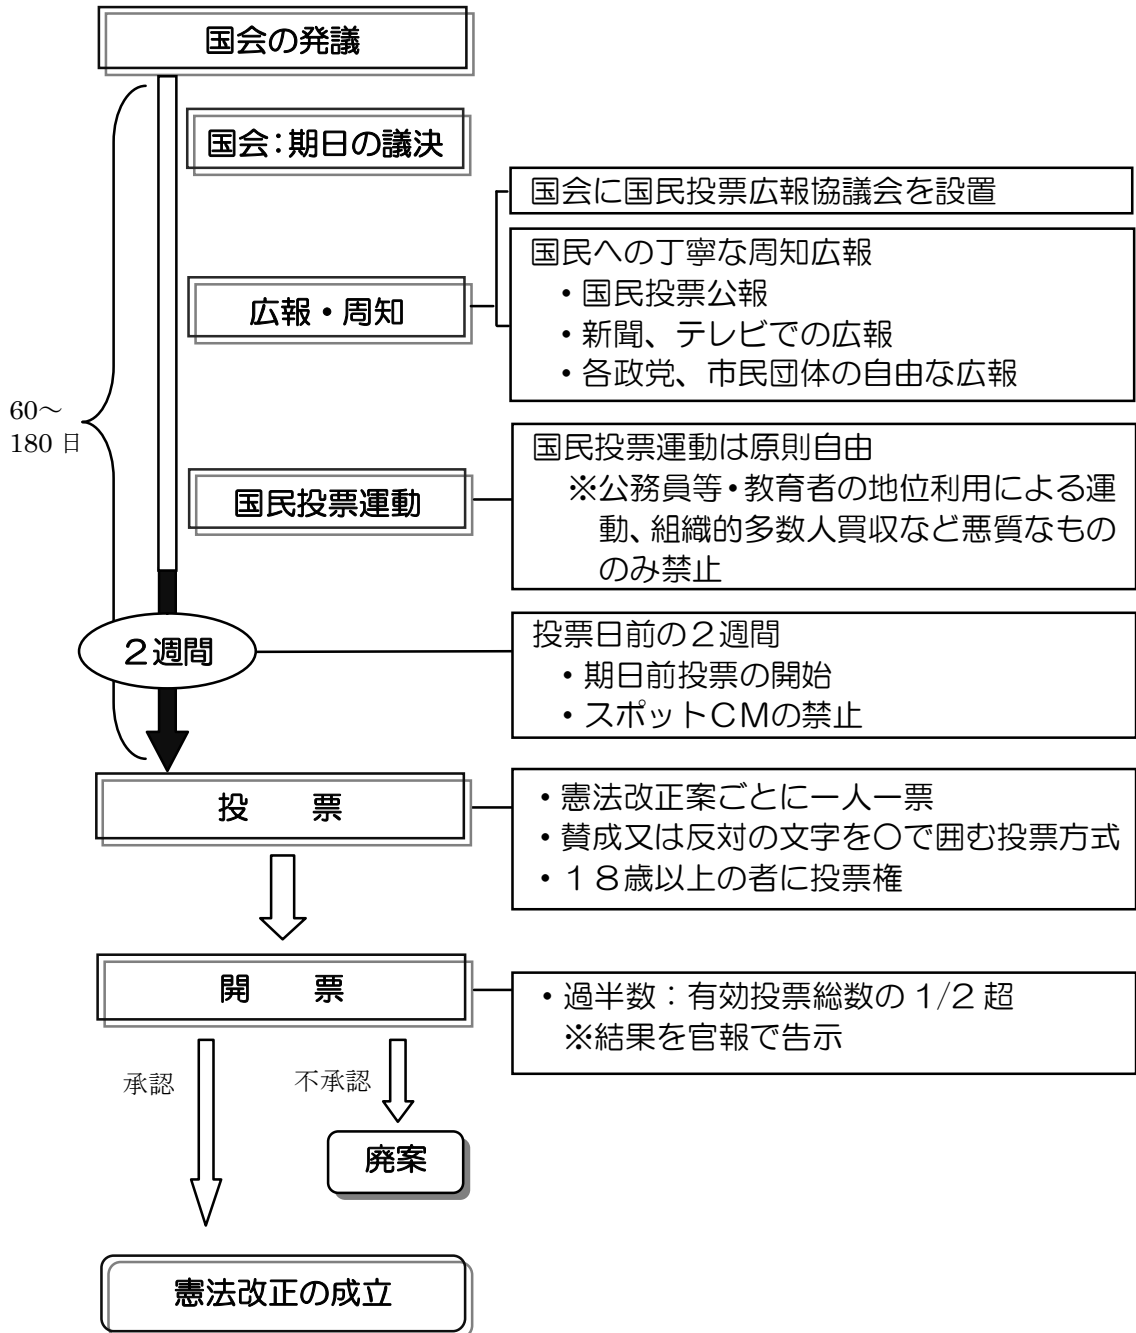 国会の発議
国会:期日の議決
国会に国民投票広報協議会を設置
国民への丁寧な周知広報
・国民投票公報
・新聞、テレビでの広報
・各政党、市民団体の自由な広報
広報・周知
60～
180 日
国民投票運動は原則自由
※公務員等・教育者の地位利用による運
動、組織的多数人買収など悪質なもの
のみ禁止
国民投票運動
２週間
投票日前の２週間
・期日前投票の開始
・スポットＣＭの禁止
投　票
・憲法改正案ごとに一人一票
・賛成又は反対の文字を○で囲む投票方式
・１８歳以上の者に投票権
開　票
・過半数：有効投票総数の 1/2 超
※結果を官報で告示
承認
不承認
廃案
憲法改正の成立